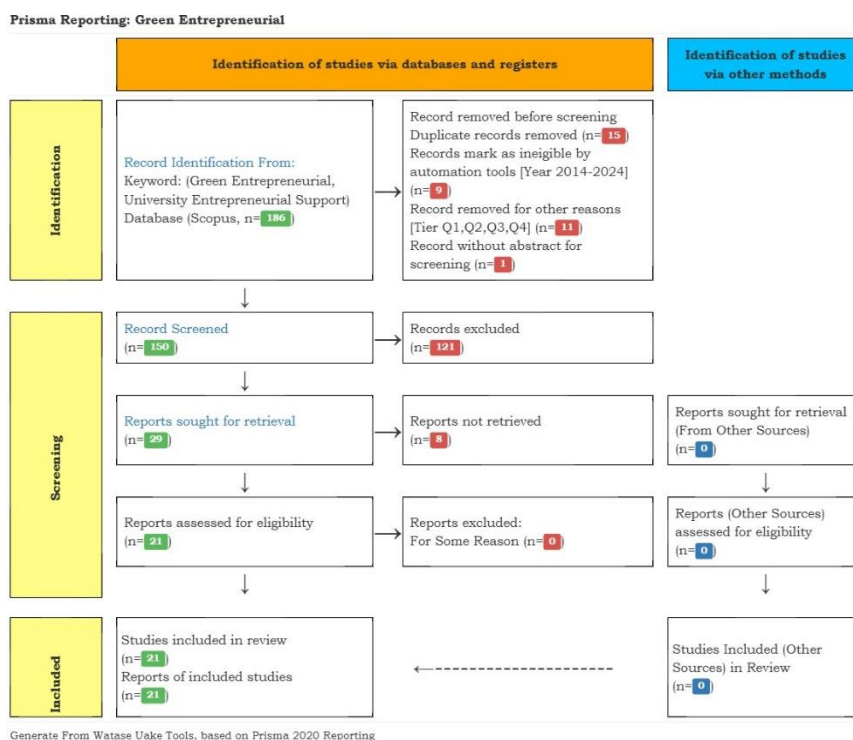 Prisma Reporting: Green Entrepreneurial
Identification of studies via databases and registers
Identification of studies
via other methods
Identification
Record Identification From:
Keyword: (Green Entrepreneurial,
University Entrepreneurial Support)
Database (Scopus, n=186)
Record removed before screening
Duplicate records removed (n=15)
Records mark as ineigible by
automation tools [Year 2014-2024]
(n=9)
Record removed for other reasons
[Tier Q1,Q2,Q3,Q4] (n=11)
Record without abstract for
screening (n=1)
Screening
Record Screened
(n=150)
Records excluded
(n=121)
Reports sought for retrieval
(n=29)
Reports not retrieved
(n=8)
Reports sought for retrieval
(From Other Sources)
(n=0)
Reports assessed for eligibility
(n=21)
Reports excluded:
For Some Reason (n=0)
Reports (Other Sources)
assessed for eligibility
(n=0)
Included
Studies included in review
(n=21)
Reports of included studies
(n=21)
Studies Included (Other
Sources) in Review
(n=0)
Generate From Watase Uake Tools, based on Prisma 2020 Reporting